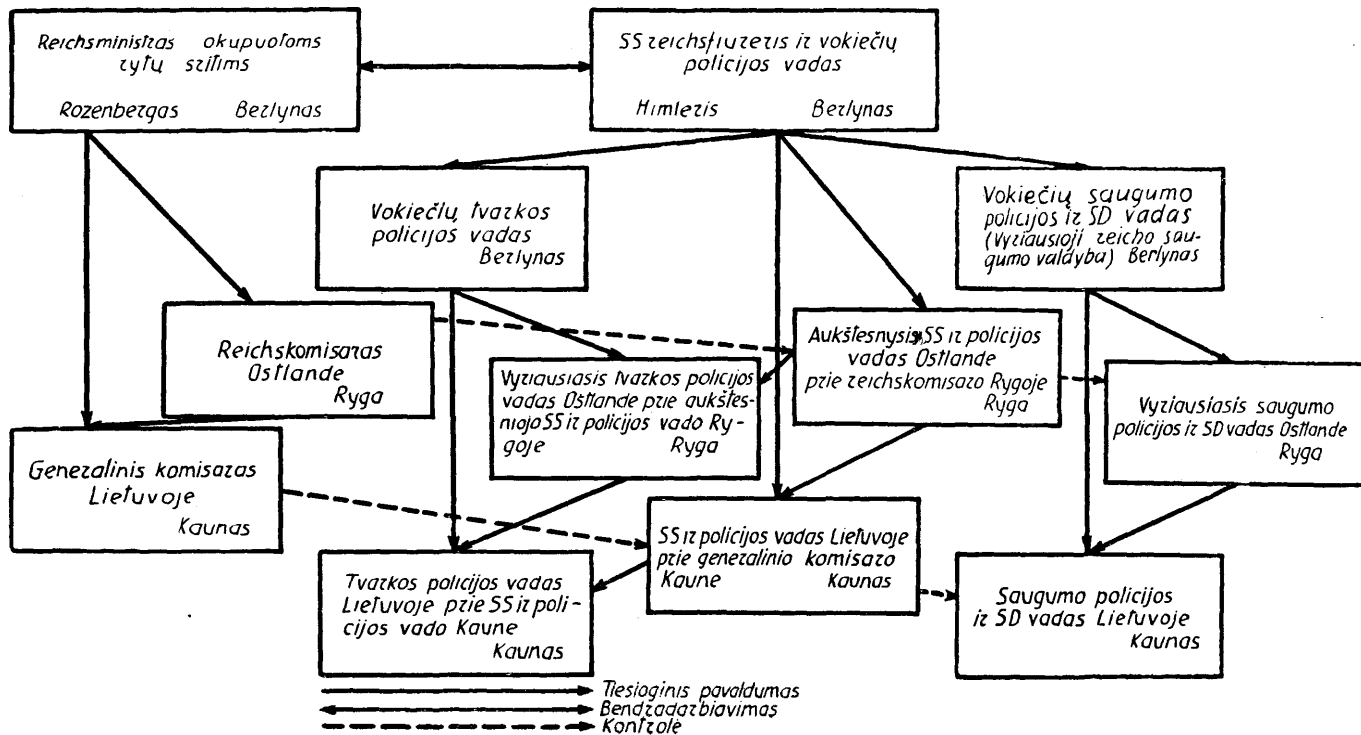 Reichsministras okupuotoms
rytų sritims
Rozenbergas Berlynas
SS reichsfiureris ir vokiečių
policijos vadas
Himleris Berlynas
Vokiečių tvarkos
policijos vadas
Berlynas
Vokiečių saugumo
policijos ir SD vadas
(Vyriausioji reicho sau-
gumo valdyba) Berlynas
Reichskomisaras
Ostlande
Ryga
Vyriausiasis tvarkos policijos
vadas Ostlande prie aukštes-
niojo SS ir policijos vado Ry-
goje Ryga
Aukštesnysis SS ir policijos
vadas Ostlande
prie reichskomisaro Rygoje
Ryga
Vyriausiasis saugumo
policijos ir SD vadas Ostlande
Ryga
Generalinis komisaras
Lietuvoje
Kaunas
Tvarkos policijos vadas
Lietuvoje prie SS ir poli-
cijos vado Kaune
Kaunas
SS ir policijos vadas Lietuvoje
prie generalinio komisaro
Kaune Kaunas
Saugumo policijos
ir SD vadas Lietuvoje
Kaunas
Tiesioginis pavaldumas
Bendradarbiavimas
Kontrolė